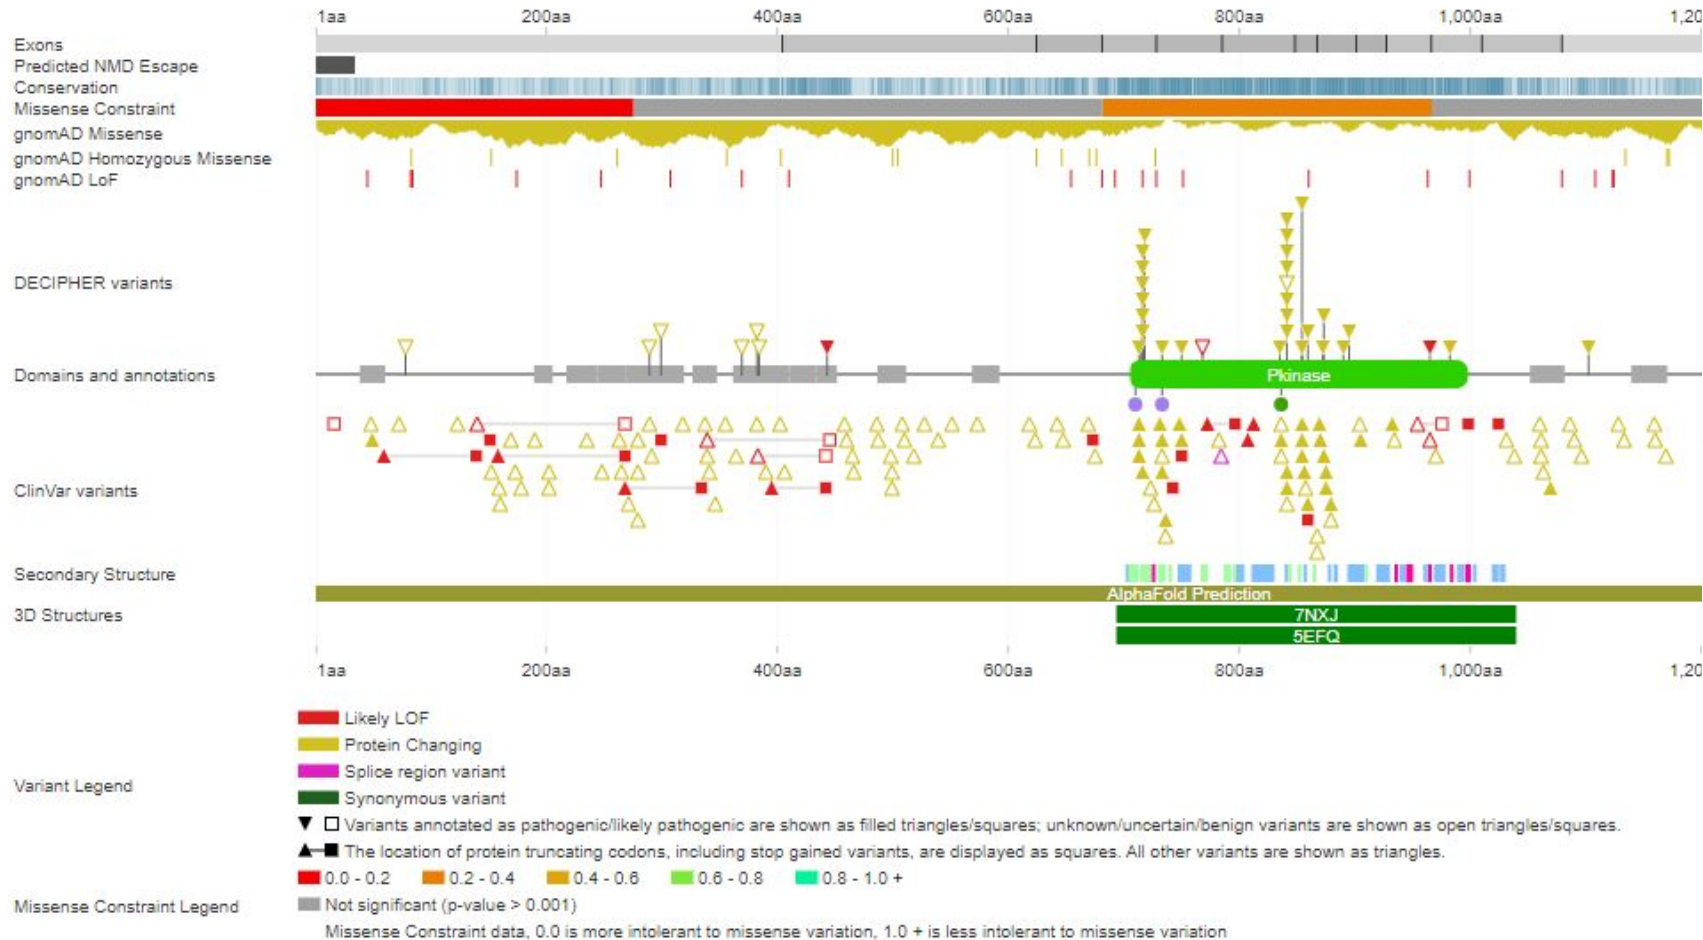 1aa 200aa 400aa 600aa 800aa 1,000aa 1,20
Exons
Predicted NMD Escape
Conservation
Missense Constraint
gnomAD Missense
gnomAD Homozygous Missense
gnomAD LoF
DECIPHER variants
Domains and annotations
Pkinase
ClinVar variants
Secondary Structure
AlphaFold Prediction
3D Structures
7NXJ
5EFQ
1aa 200aa 400aa 600aa 800aa 1,000aa 1,20
Likely LOF
Protein Changing
Splice region variant
Variant Legend
Synonymous variant
Variants annotated as pathogenic/likely pathogenic are shown as filled triangles/squares; unknown/uncertain/benign variants are shown as open triangles/squares.
The location of protein truncating codons, including stop gained variants, are displayed as squares. All other variants are shown as triangles.
0.0 - 0.2 0.2 - 0.4 0.4 - 0.6 0.6 - 0.8 0.8 - 1.0 +
Missense Constraint Legend
Not significant (p-value > 0.001)
Missense Constraint data, 0.0 is more intolerant to missense variation, 1.0 + is less intolerant to missense variation